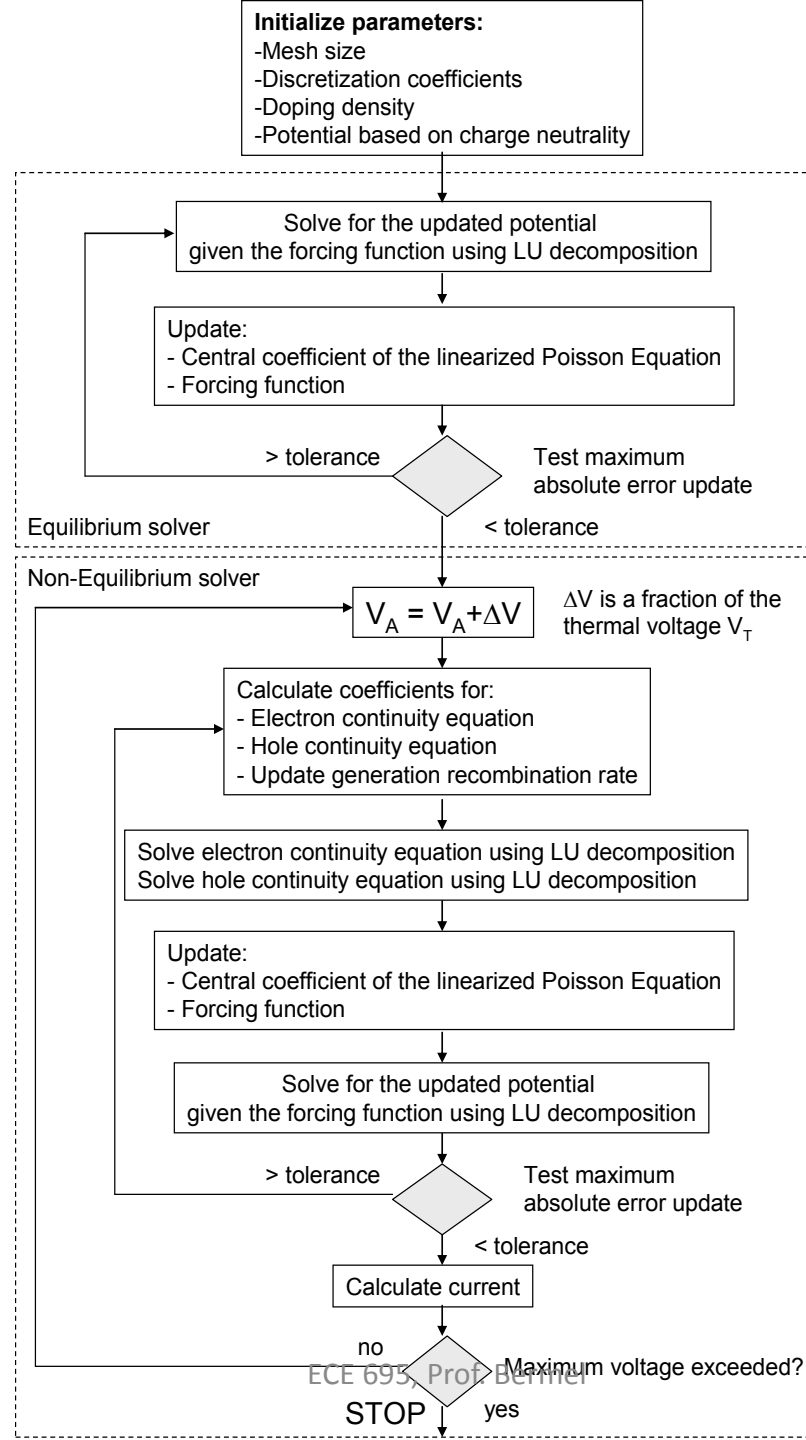 Initialize parameters:
-Mesh size
-Discretization coefficients
-Doping density
-Potential based on charge neutrality
Solve for the updated potential
given the forcing function using LU decomposition
Update:
- Central coefficient of the linearized Poisson Equation
- Forcing function
> tolerance
Test maximum
absolute error update
Equilibrium solver
< tolerance
Non-Equilibrium solver
V_A = V_A+ΔV
ΔV is a fraction of the
thermal voltage V_T
Calculate coefficients for:
- Electron continuity equation
- Hole continuity equation
- Update generation recombination rate
Solve electron continuity equation using LU decomposition
Solve hole continuity equation using LU decomposition
Update:
- Central coefficient of the linearized Poisson Equation
- Forcing function
Solve for the updated potential
given the forcing function using LU decomposition
> tolerance
Test maximum
absolute error update
< tolerance
Calculate current
no
Maximum voltage exceeded?
ECE 695, Prof. Bermel
STOP
yes